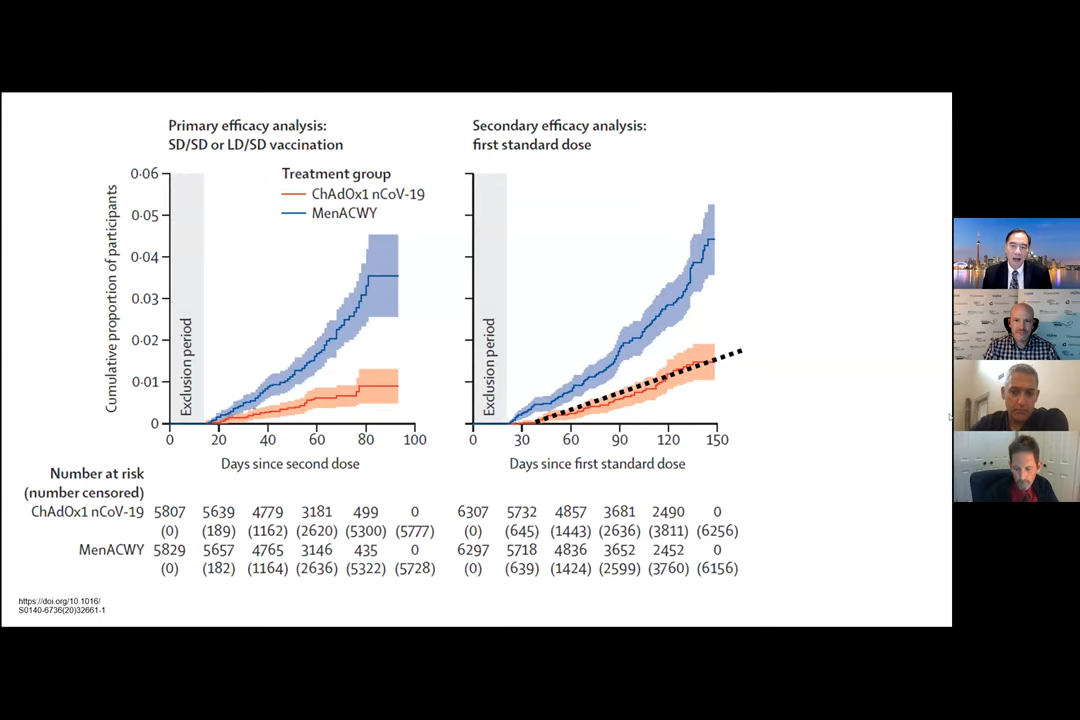 Primary efficacy analysis:
SD/SD or LD/SD vaccination
Secondary efficacy analysis:
first standard dose
Treatment group
ChAdOx1 nCoV-19
MenACWY
Cumulative proportion of participants
0·06
0·05
0·04
0·03
0·02
0·01
0
Exclusion period
Exclusion period
0 20 40 60 80 100
0 30 60 90 120 150
Days since second dose
Days since first standard dose
Number at risk
(number censored)
ChAdOx1 nCoV-19 5807 5639 4779 3181 499 0 6307 5732 4857 3681 2490 0
(0) (189) (1162) (2620) (5300) (5777) (0) (645) (1443) (2636) (3811) (6256)
MenACWY 5829 5657 4765 3146 435 0 6297 5718 4836 3652 2452 0
(0) (182) (1164) (2636) (5322) (5728) (0) (639) (1424) (2599) (3760) (6156)
https://doi.org/10.1016/
S0140-6736(20)32661-1